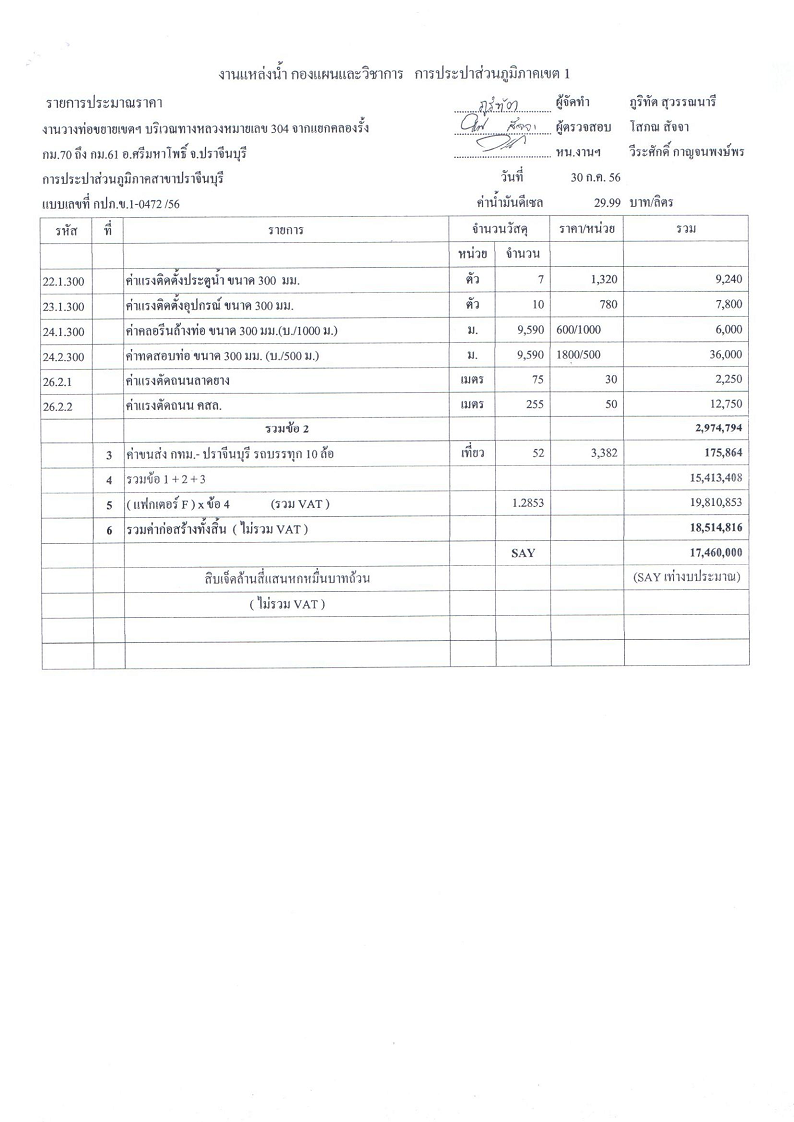 งานแหล่งน้ำ กองแผนและวิชาการ การประปาส่วนภูมิภาคเขต 1
รายการประมาณราคา ภูริทัต ผู้จัดทำ ภูริทัต สุวรรณนารี
งานวางท่อขยายเขตฯ บริเวณทางหลวงหมายเลข 304 จากแยกคลองรั้ง ผู้ตรวจสอบ โสภณ สัจจา
กม.70 ถึง กม.61 อ.ศรีมหาโพธิ์ จ.ปราจีนบุรี หน.งานฯ วีระศักดิ์ กาญจนพงษ์พร
การประปาส่วนภูมิภาคสาขาปราจีนบุรี วันที่ 30 ก.ค. 56
แบบเลขที่ กปภ.ข.1-0472 /56 ค่าน้ำมันดีเซล 29.99 บาท/ลิตร
รหัส ที่ รายการ จำนวนวัสดุ ราคา/หน่วย รวม
หน่วย จำนวน
22.1.300 ค่าแรงติดตั้งประตูน้ำ ขนาด 300 มม. ตัว 7 1,320 9,240
23.1.300 ค่าแรงติดตั้งอุปกรณ์ ขนาด 300 มม. ตัว 10 780 7,800
24.1.300 ค่าคลอรีนล้างท่อ ขนาด 300 มม.(บ./1000 ม.) ม. 9,590 600/1000 6,000
24.2.300 ค่าทดสอบท่อ ขนาด 300 มม. (บ./500 ม.) ม. 9,590 1800/500 36,000
26.2.1 ค่าแรงตัดถนนลาดยาง เมตร 75 30 2,250
26.2.2 ค่าแรงตัดถนน คสล. เมตร 255 50 12,750
รวมข้อ 2 2,974,794
3 ค่าขนส่ง กทม.- ปราจีนบุรี รถบรรทุก 10 ล้อ เที่ยว 52 3,382 175,864
4 รวมข้อ 1 + 2 + 3 15,413,408
5 ( แฟกเตอร์ F ) x ข้อ 4 (รวม VAT ) 1.2853 19,810,853
6 รวมค่าก่อสร้างทั้งสิ้น ( ไม่รวม VAT ) 18,514,816
SAY 17,460,000
สิบเจ็ดล้านสี่แสนหกหมื่นบาทถ้วน (SAY เท่างบประมาณ)
( ไม่รวม VAT )